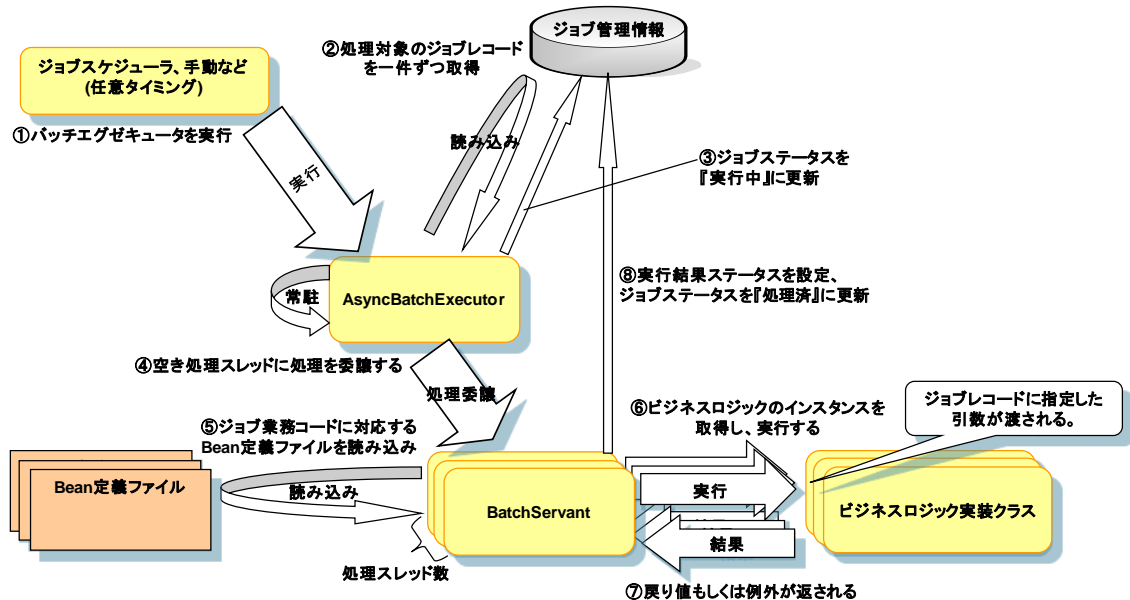 ジョブ管理情報
ジョブスケジューラ、手動など
(任意タイミング)
②処理対象のジョブレコード
を一件ずつ取得
①バッチエグゼキュータを実行
読み込み
③ジョブステータスを
『実行中』に更新
実行
⑧実行結果ステータスを設定、
ジョブステータスを『処理済』に更新
常駐
AsyncBatchExecutor
④空き処理スレッドに処理を委譲する
処理委譲
ジョブレコードに指定した
引数が渡される。
⑥ビジネスロジックのインスタンスを
取得し、実行する
⑤ジョブ業務コードに対応する
Bean定義ファイルを読み込み
Bean定義ファイル
読み込み
BatchServant
実行
ビジネスロジック実装クラス
結果
処理スレッド数
⑦戻り値もしくは例外が返される